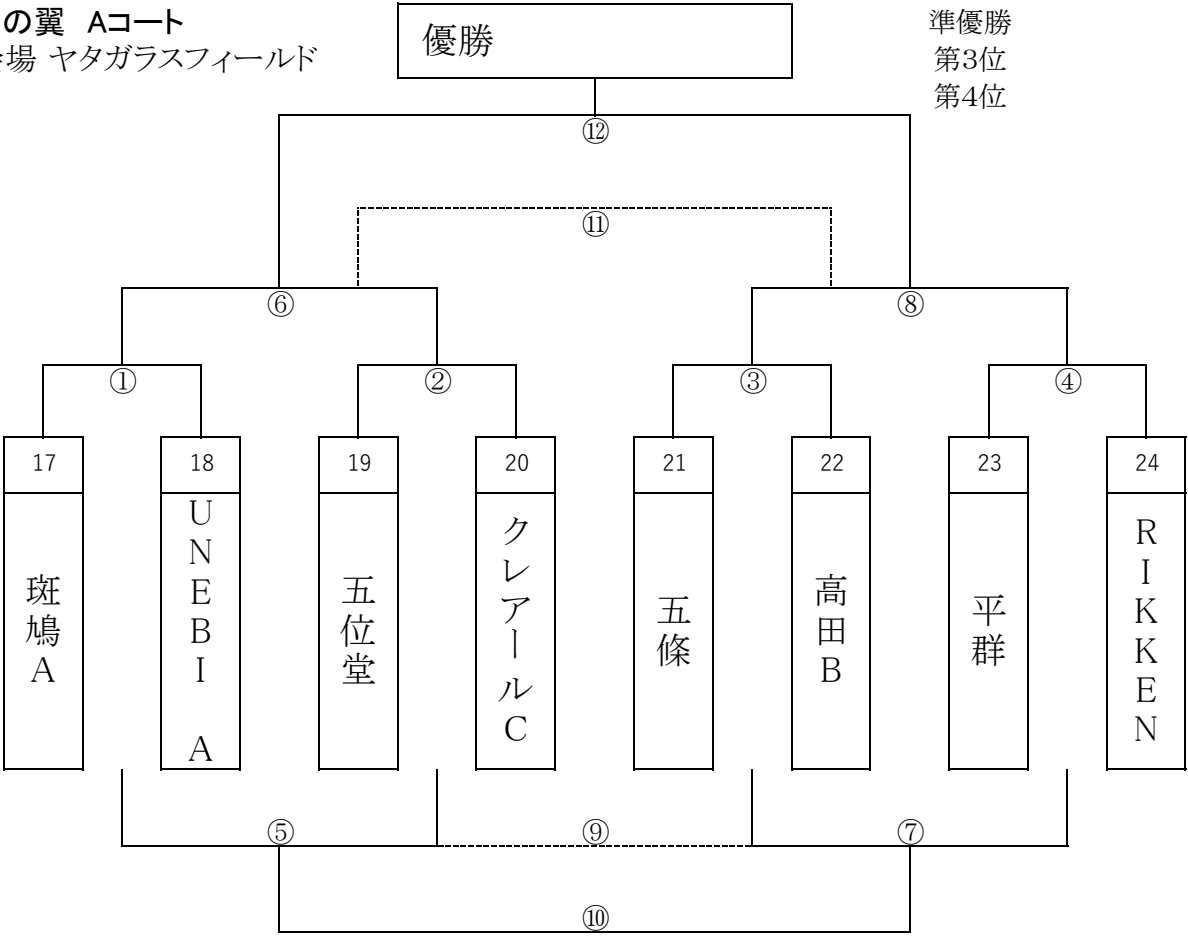 の翼 Aコート
場 ヤタガラスフィールド
優勝
準優勝
第3位
第4位
⑫
⑪
⑥
⑧
①
②
③
④
17
18
19
20
21
22
23
24
斑鳩A
UNEBI A
五位堂
クレアールC
五條
高田B
平群
RIKKEN
⑤
⑨
⑦
⑩